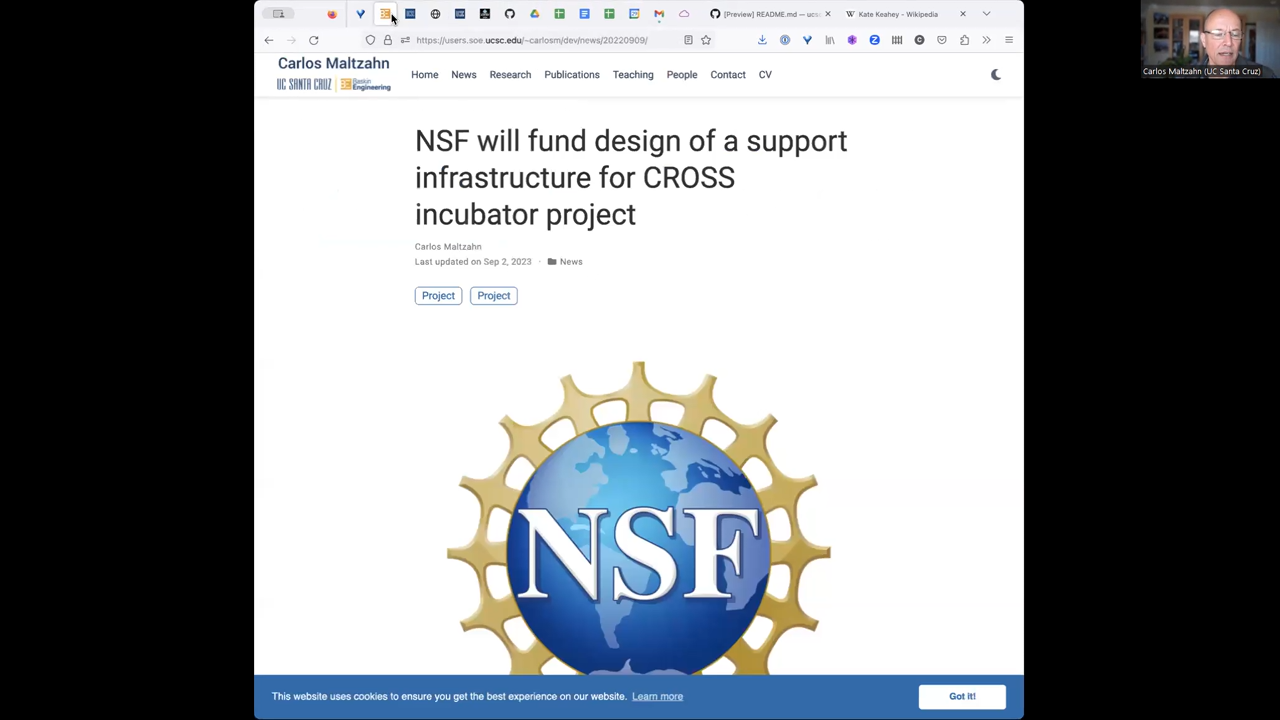 [Preview] README.md — ucsc
Kate Keahey - Wikipedia
https://users.soe.ucsc.edu/~carlosm/dev/news/20220909/
Carlos Maltzahn (UC Santa Cruz)
Carlos Maltzahn
UC SANTA CRUZ Baskin Engineering
Home News Research Publications Teaching People Contact CV
NSF will fund design of a support
infrastructure for CROSS
incubator project
Carlos Maltzahn
Last updated on Sep 2, 2023 · News
Project Project
NSF
This website uses cookies to ensure you get the best experience on our website. Learn more
Got it!